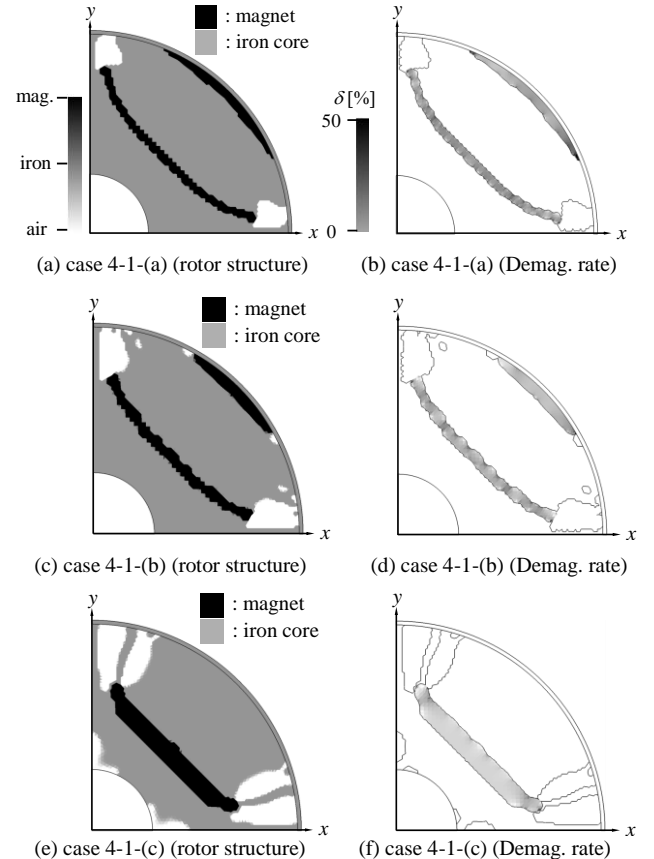 y
: magnet
: iron core
mag.
iron
air
x
(a) case 4-1-(a) (rotor structure)
y
δ [%]
50
0
x
(b) case 4-1-(a) (Demag. rate)
y
: magnet
: iron core
x
(c) case 4-1-(b) (rotor structure)
y
x
(d) case 4-1-(b) (Demag. rate)
y
: magnet
: iron core
x
(e) case 4-1-(c) (rotor structure)
y
x
(f) case 4-1-(c) (Demag. rate)